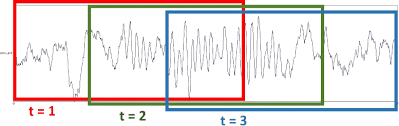 t = 1
t = 2
t = 3